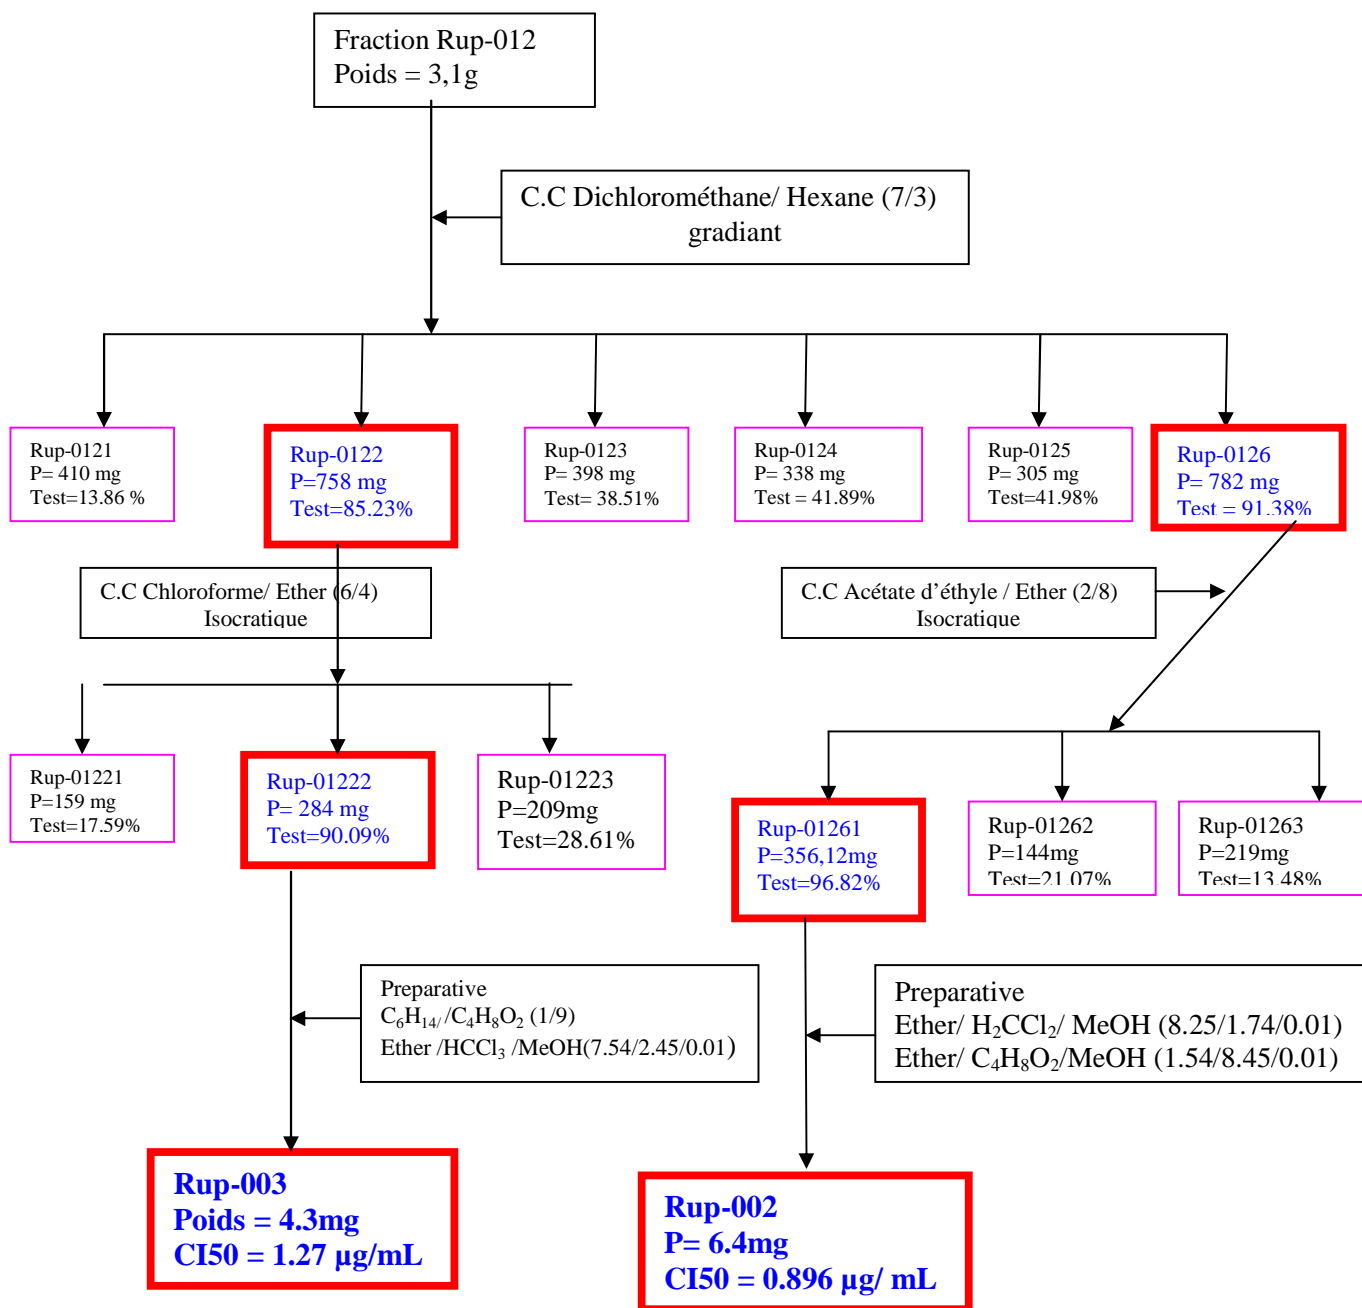 Fraction Rup-012
Poids = 3,1g
C.C Dichlorométhane/ Hexane (7/3)
gradiant
Rup-0121
P= 410 mg
Test=13.86 %
Rup-0122
P=758 mg
Test=85.23%
Rup-0123
P= 398 mg
Test= 38.51%
Rup-0124
P= 338 mg
Test = 41.89%
Rup-0125
P= 305 mg
Test=41.98%
Rup-0126
P= 782 mg
Test = 91.38%
C.C Chloroforme/ Ether (6/4)
Isocratique
C.C Acétate d'éthyle / Ether (2/8)
Isocratique
Rup-01221
P=159 mg
Test=17.59%
Rup-01222
P= 284 mg
Test=90.09%
Rup-01223
P=209mg
Test=28.61%
Rup-01261
P=356,12mg
Test=96.82%
Rup-01262
P=144mg
Test=21.07%
Rup-01263
P=219mg
Test=13.48%
Preparative
C₆H₁₄/ /C₄H₈O₂ (1/9)
Ether /HCCl₃ /MeOH(7.54/2.45/0.01)
Preparative
Ether/ H₂CCl₂/ MeOH (8.25/1.74/0.01)
Ether/ C₄H₈O₂/MeOH (1.54/8.45/0.01)
Rup-003
Poids = 4.3mg
CI50 = 1.27 µg/mL
Rup-002
P= 6.4mg
CI50 = 0.896 µg/ mL